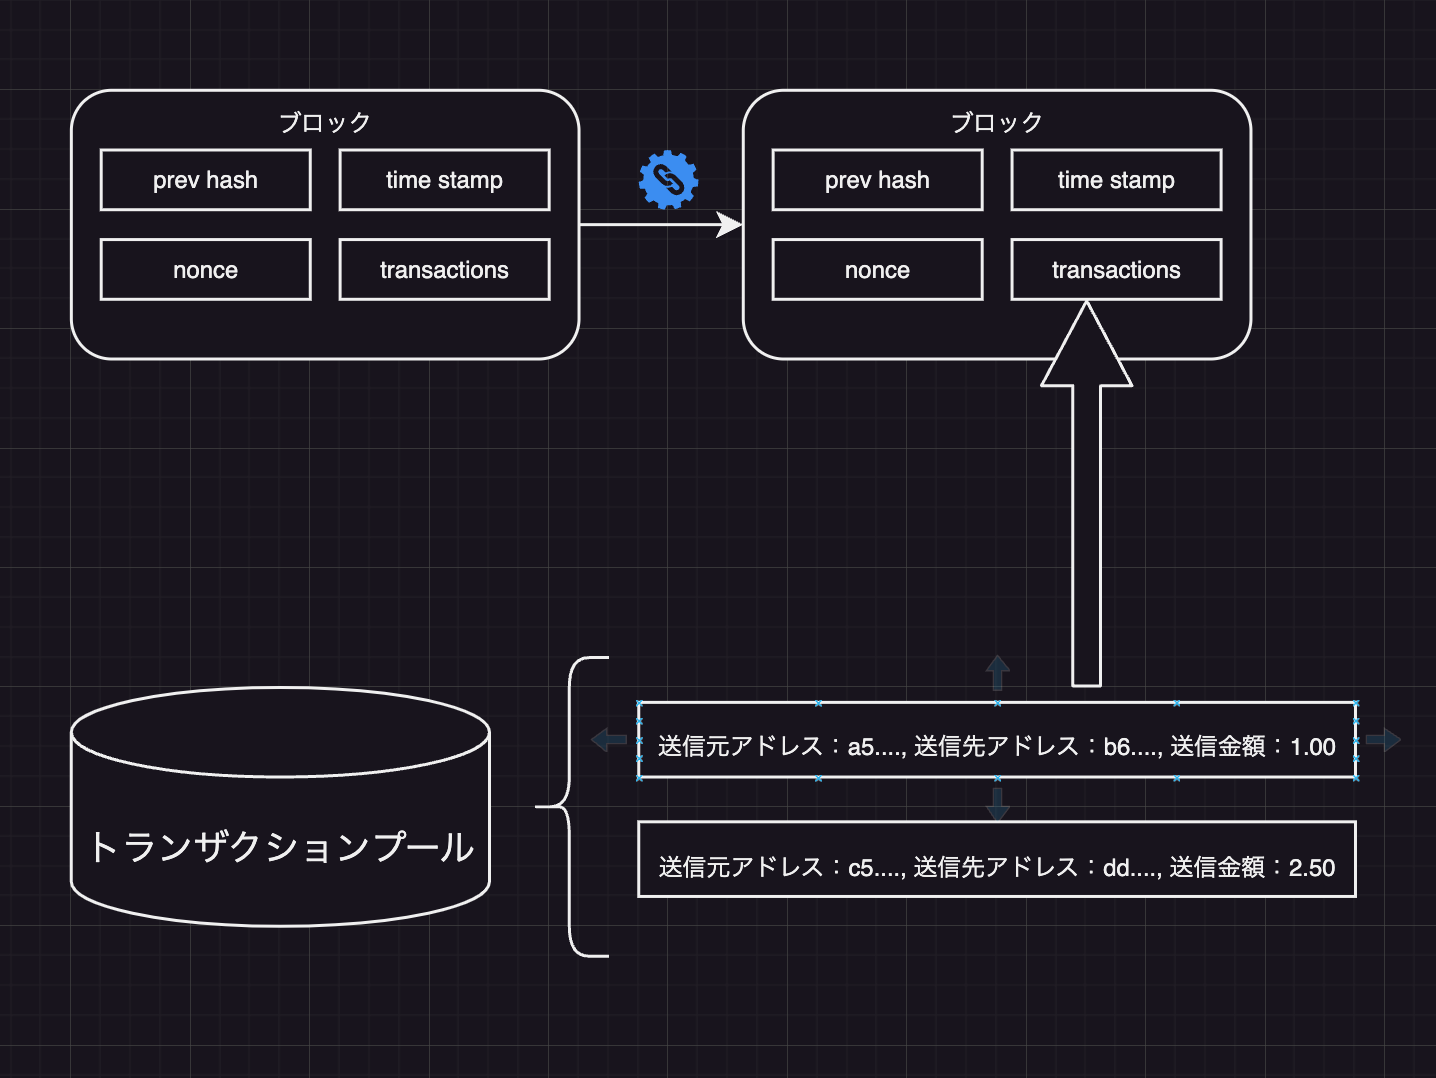 ブロック
prev hash
time stamp
nonce
transactions
ブロック
prev hash
time stamp
nonce
transactions
トランザクションプール
送信元アドレス：a5...., 送信先アドレス：b6...., 送信金額：1.00
送信元アドレス：c5...., 送信先アドレス：dd...., 送信金額：2.50